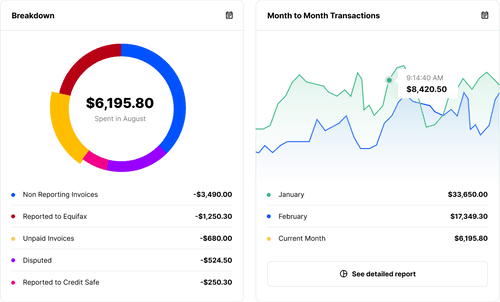 Breakdown
$6,195.80
Spent in August
Non Reporting Invoices -$3,490.00
Reported to Equifax -$1,250.30
Unpaid Invoices -$680.00
Disputed -$524.50
Reported to Credit Safe -$250.30
Month to Month Transactions
9:14:40 AM
$8,420.50
January $33,650.00
February $17,349.30
Current Month $6,195.80
See detailed report